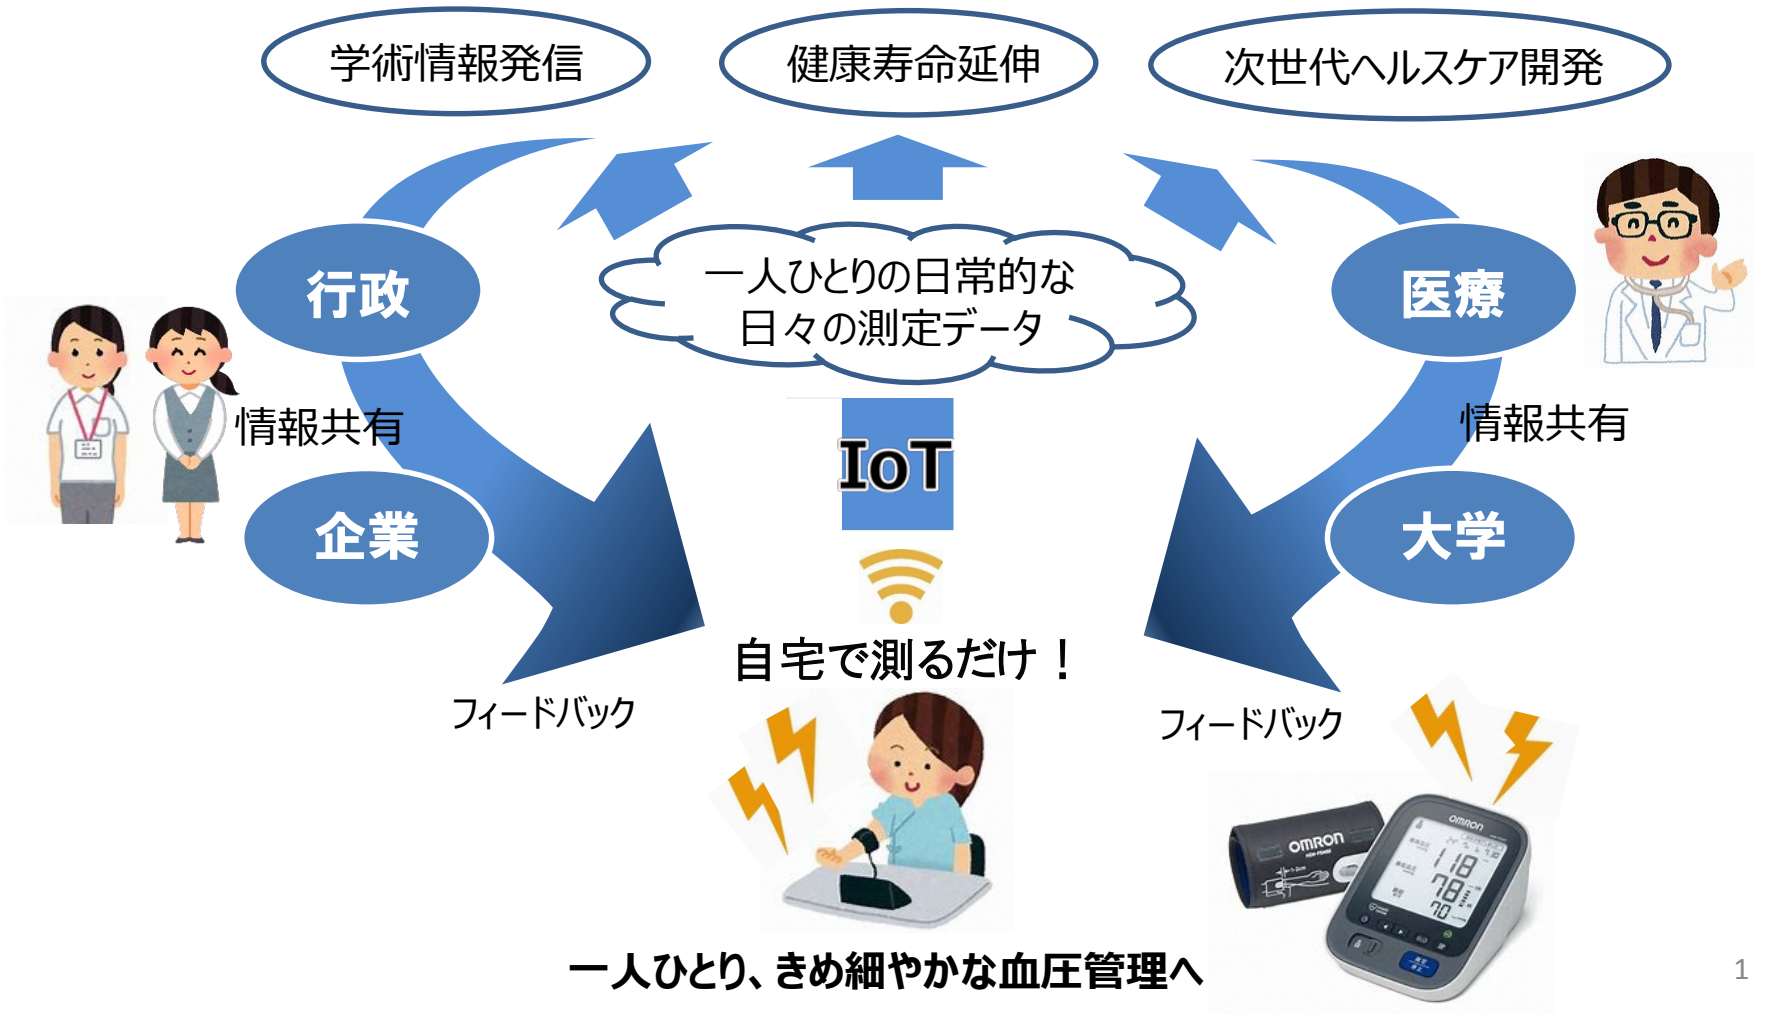 学術情報発信
健康寿命延伸
次世代ヘルスケア開発
行政
一人ひとりの日常的な
日々の測定データ
医療
情報共有
情報共有
IoT
企業
大学
自宅で測るだけ！
フィードバック
フィードバック
OMRON
OMRON
1-2cm
118
78
70
一人ひとり、きめ細やかな血圧管理へ
1